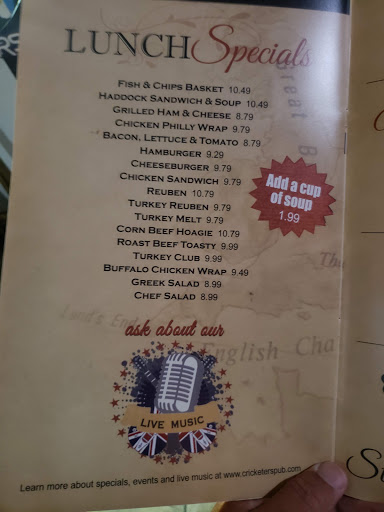 LUNCH Specials
FISH & CHIPS BASKET 10.49
HADDOCK SANDWICH & SOUP 10.49
GRILLED HAM & CHEESE 8.79
CHICKEN PHILLY WRAP 9.79
BACON, LETTUCE & TOMATO 8.79
HAMBURGER 9.29
CHEESEBURGER 9.79
CHICKEN SANDWICH 9.79
REUBEN 10.79
TURKEY REUBEN 9.79
TURKEY MELT 9.79
CORN BEEF HOAGIE 10.79
ROAST BEEF TOASTY 9.99
TURKEY CLUB 9.99
BUFFALO CHICKEN WRAP 9.49
GREEK SALAD 8.99
CHEF SALAD 8.99
Add a cup
of soup
1.99
reat B
Land's End
English Cha
ask about our
LIVE MUSIC
Learn more about specials, events and live music at www.cricketerspub.com